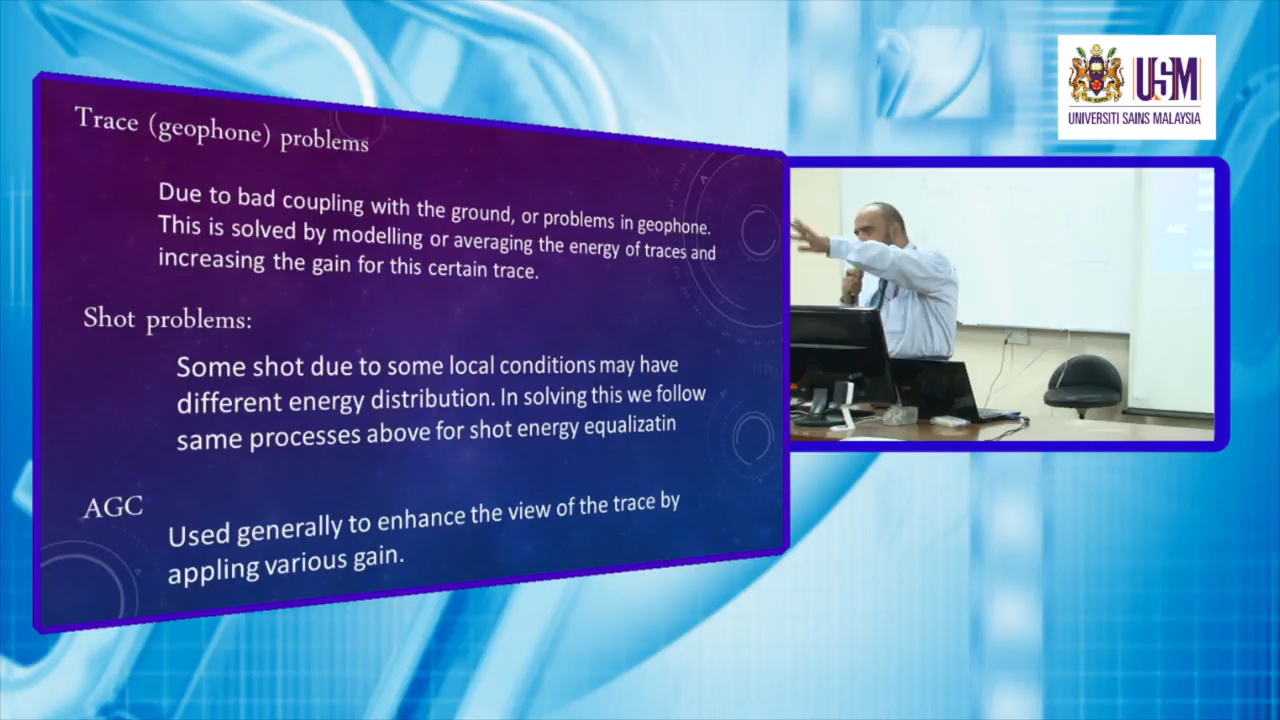 Trace (geophone) problems
Due to bad coupling with the ground, or problems in geophone.
This is solved by modelling or averaging the energy of traces and
increasing the gain for this certain trace.
Shot problems:
Some shot due to some local conditions may have
different energy distribution. In solving this we follow
same processes above for shot energy equalizatin
AGC
Used generally to enhance the view of the trace by
appling various gain.
USM
UNIVERSITI SAINS MALAYSIA
AGC